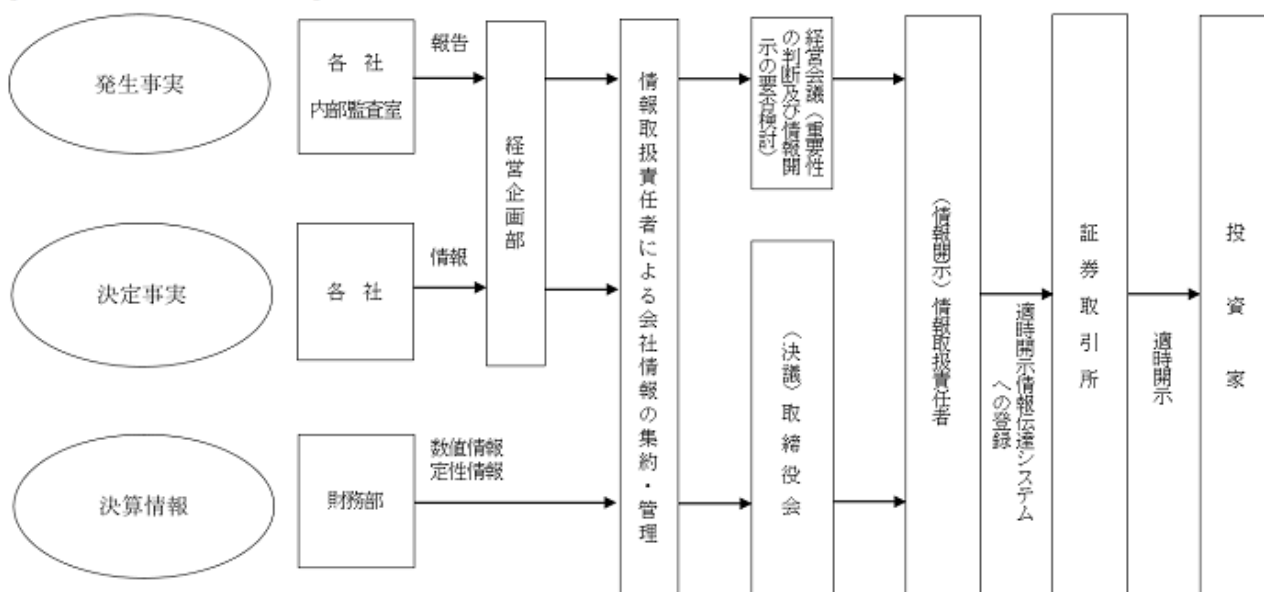 発生事実
各 社
内部監査室
報告
決定事実
各 社
情報
経営企画部
決算情報
財務部
数値情報
定性情報
情報取扱責任者による会社情報の集約・管理
経営会議(重要性
の判断及び情報開
示の要否検討)
(決議)取締役会
(情報開示)情報取扱責任者
適時開示情報伝達システム
への登録
証券取引所
適時開示
投資家